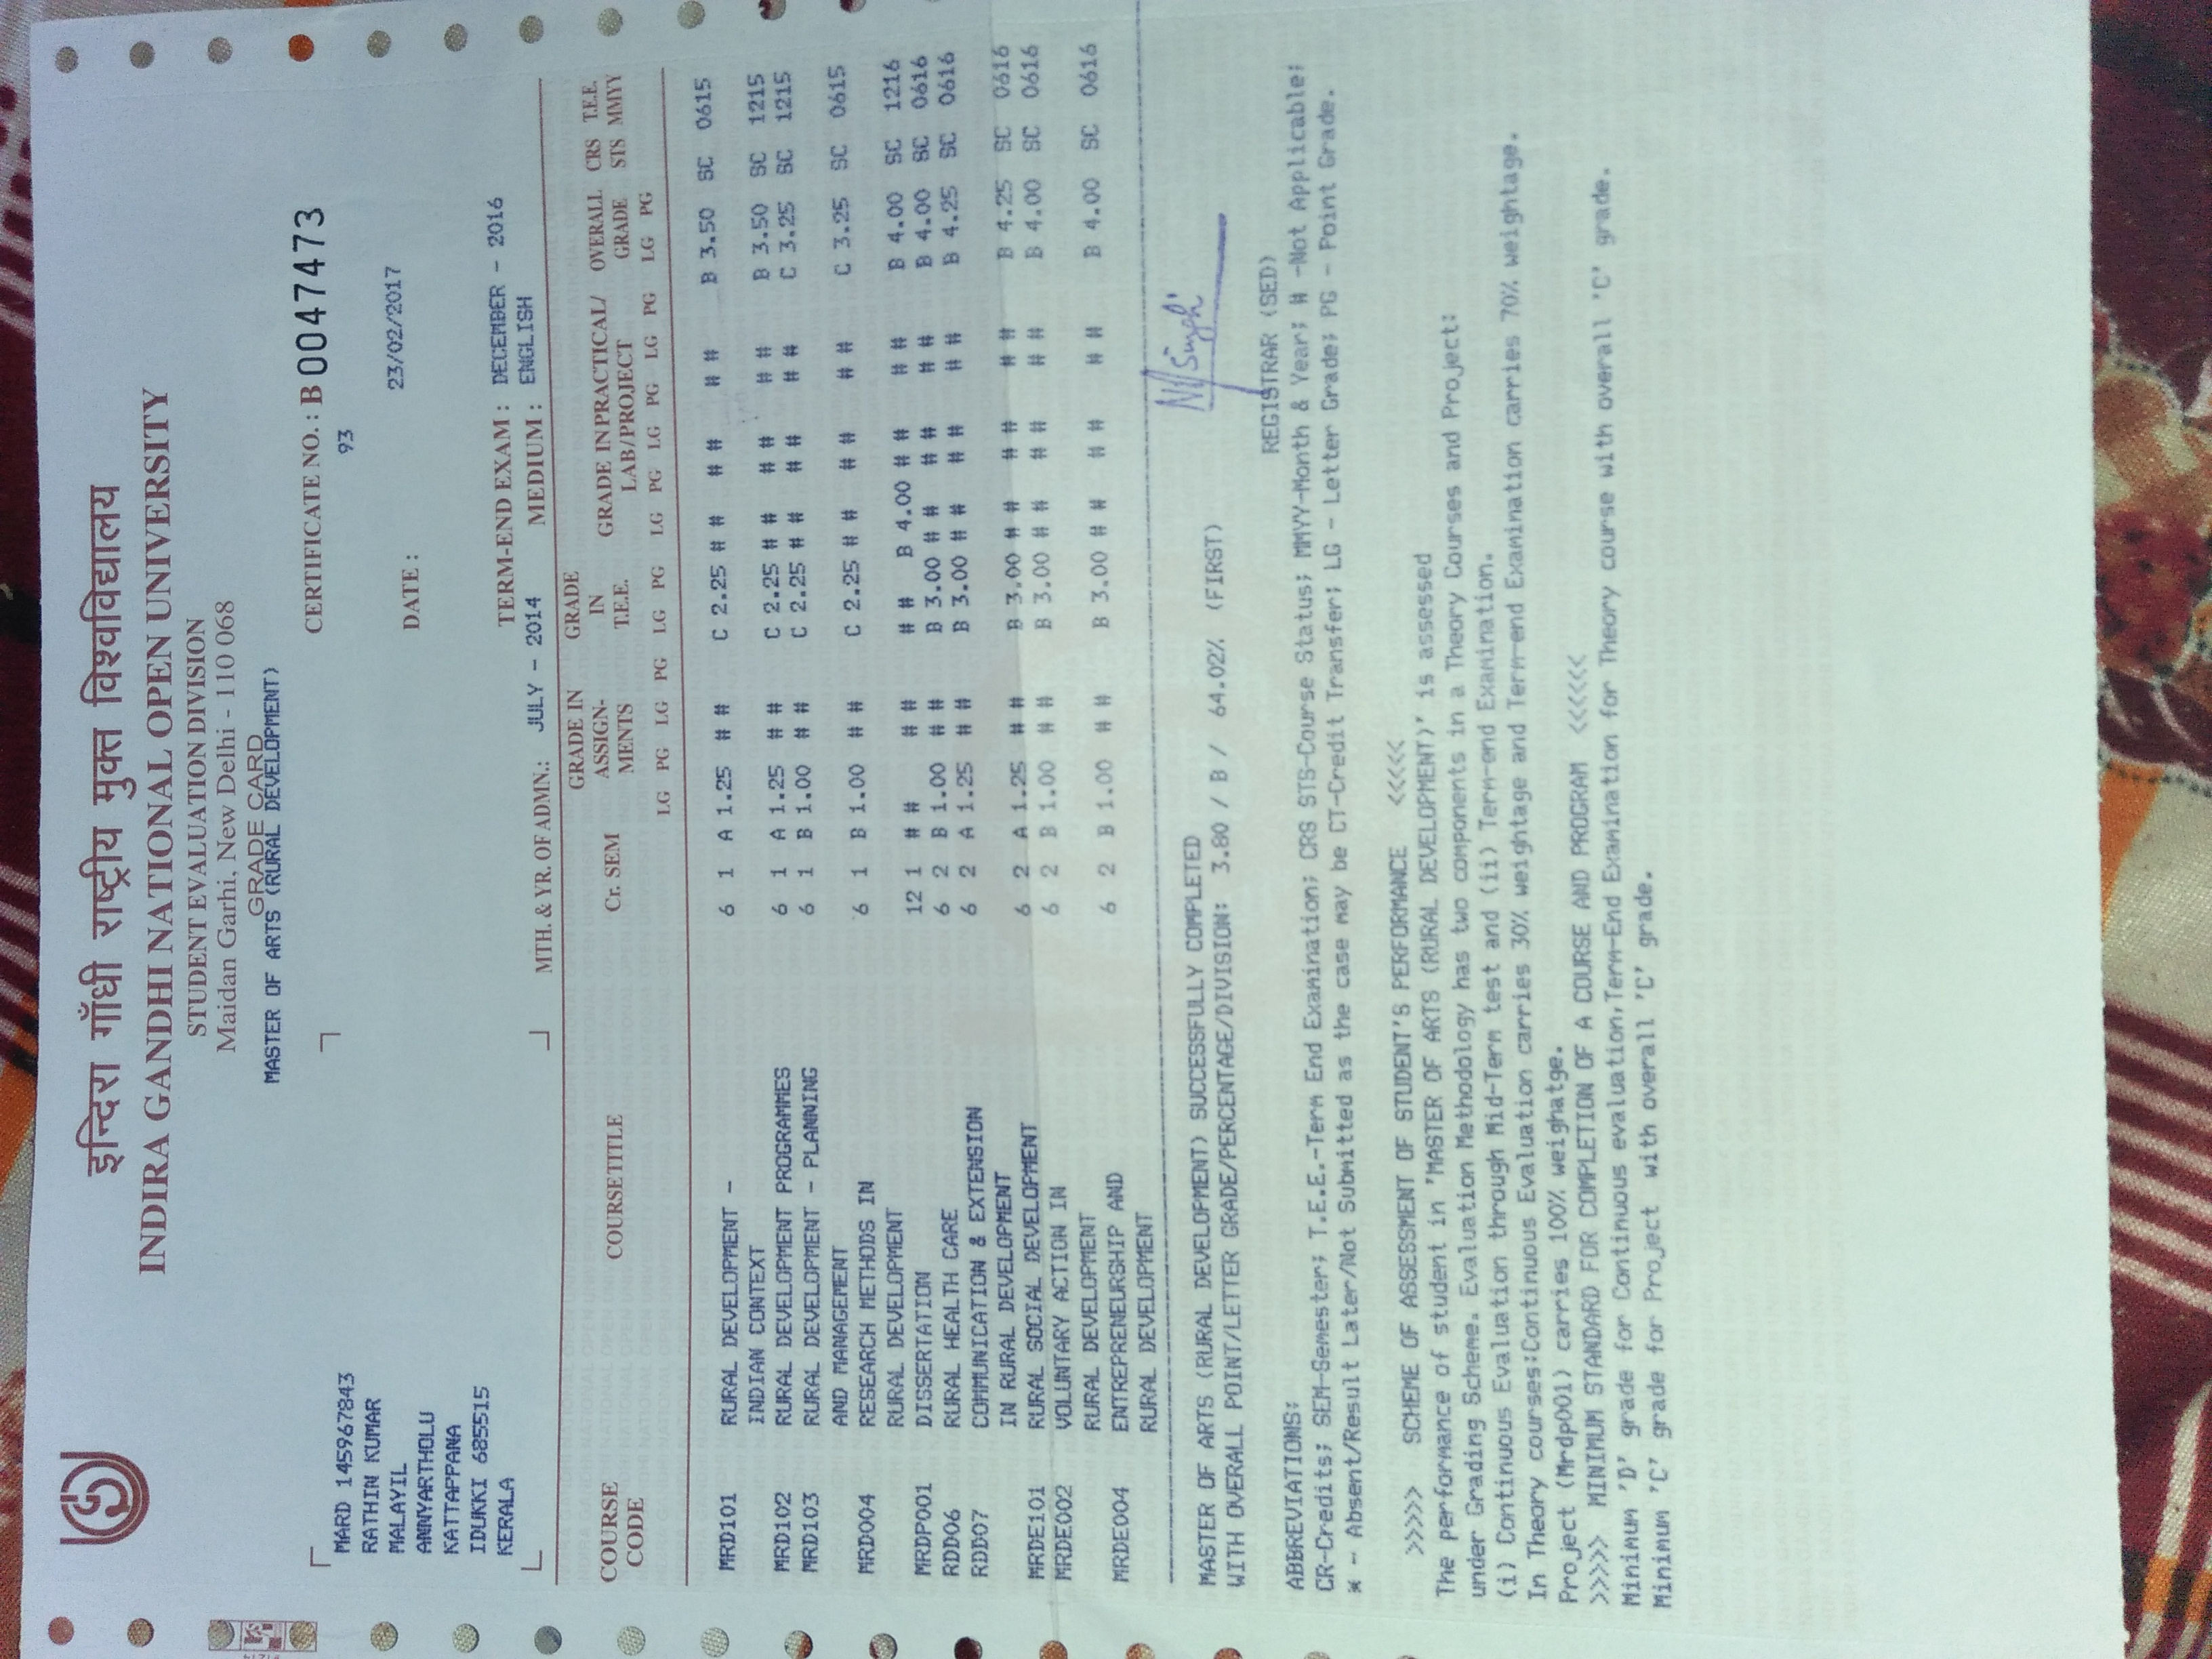 इन्दिरा गाँधी राष्ट्रीय मुक्त विश्वविद्यालय
INDIRA GANDHI NATIONAL OPEN UNIVERSITY
STUDENT EVALUATION DIVISION
Maidan Garhi, New Delhi - 110 068
GRADE CARD
MASTER OF ARTS (RURAL DEVELOPMENT)
CERTIFICATE NO. : B 0047473
93
MARD 145967843
RATHIN KUMAR
MALAYIL
ANNYARTHOLU
KATTAPPANA
IDUKKI 685515
KERALA
DATE : 23/02/2017
TERM-END EXAM : DECEMBER - 2016
MTH. & YR. OF ADMN.: JULY - 2014 MEDIUM : ENGLISH
COURSE CODE COURSE TITLE Cr. SEM GRADE IN ASSIGN-MENTS GRADE IN T.E.E. GRADE IN PRACTICAL/ LAB/PROJECT OVERALL GRADE CRS STS T.E.E. MMYY
LG PG LG PG LG PG LG PG LG PG LG PG LG PG
MRD101 RURAL DEVELOPMENT - 6 1 A 1.25 # # C 2.25 # # # # # # B 3.50 SC 0615
INDIAN CONTEXT
MRD102 RURAL DEVELOPMENT PROGRAMMES 6 1 A 1.25 # # C 2.25 # # # # # # B 3.50 SC 1215
MRD103 RURAL DEVELOPMENT - PLANNING 6 1 B 1.00 # # C 2.25 # # # # # # C 3.25 SC 1215
AND MANAGEMENT
MRD004 RESEARCH METHODS IN 6 1 B 1.00 # # C 2.25 # # # # # # C 3.25 SC 0615
RURAL DEVELOPMENT
MRDP001 DISSERTATION 12 1 # # # # # # B 4.00 # # # # B 4.00 SC 1216
RDD06 RURAL HEALTH CARE 6 2 B 1.00 # # B 3.00 # # # # # # B 4.00 SC 0616
RDD07 COMMUNICATION & EXTENSION 6 2 A 1.25 # # B 3.00 # # # # # # B 4.25 SC 0616
IN RURAL DEVELOPMENT
MRDE101 RURAL SOCIAL DEVELOPMENT 6 2 A 1.25 # # B 3.00 # # # # # # B 4.25 SC 0616
MRDE002 VOLUNTARY ACTION IN 6 2 B 1.00 # # B 3.00 # # # # # # B 4.00 SC 0616
RURAL DEVELOPMENT
MRDE004 ENTREPRENEURSHIP AND 6 2 B 1.00 # # B 3.00 # # # # # # B 4.00 SC 0616
RURAL DEVELOPMENT
MASTER OF ARTS (RURAL DEVELOPMENT) SUCCESSFULLY COMPLETED
WITH OVERALL POINT/LETTER GRADE/PERCENTAGE/DIVISION: 3.80 / B / 64.02% (FIRST)
REGISTRAR (SED)
ABBREVIATIONS:
CR-Credits; SEM-Semester; T.E.E.-Term End Examination; CRS STS-Course Status; MMYY-Month & Year; # -Not Applicable;
* - Absent/Result Later/Not Submitted as the case may be CT-Credit Transfer; LG - Letter Grade; PG - Point Grade.
>>>>> SCHEME OF ASSESSMENT OF STUDENT'S PERFORMANCE <<<<<
The performance of student in 'MASTER OF ARTS (RURAL DEVELOPMENT)' is assessed
under Grading Scheme. Evaluation Methodology has two components in a Theory Courses and Project:
(i) Continuous Evaluation through Mid-Term test and (ii) Term-end Examination.
In Theory courses:Continuous Evaluation carries 30% weightage and Term-end Examination carries 70% weightage.
Project (Mrdp001) carries 100% weighatge.
>>>>> MINIMUM STANDARD FOR COMPLETION OF A COURSE AND PROGRAM <<<<<<
Minimum 'D' grade for Continuous evaluation,Term-End Examination for Theory course with overall 'C' grade.
Minimum 'C' grade for Project with overall 'C' grade.